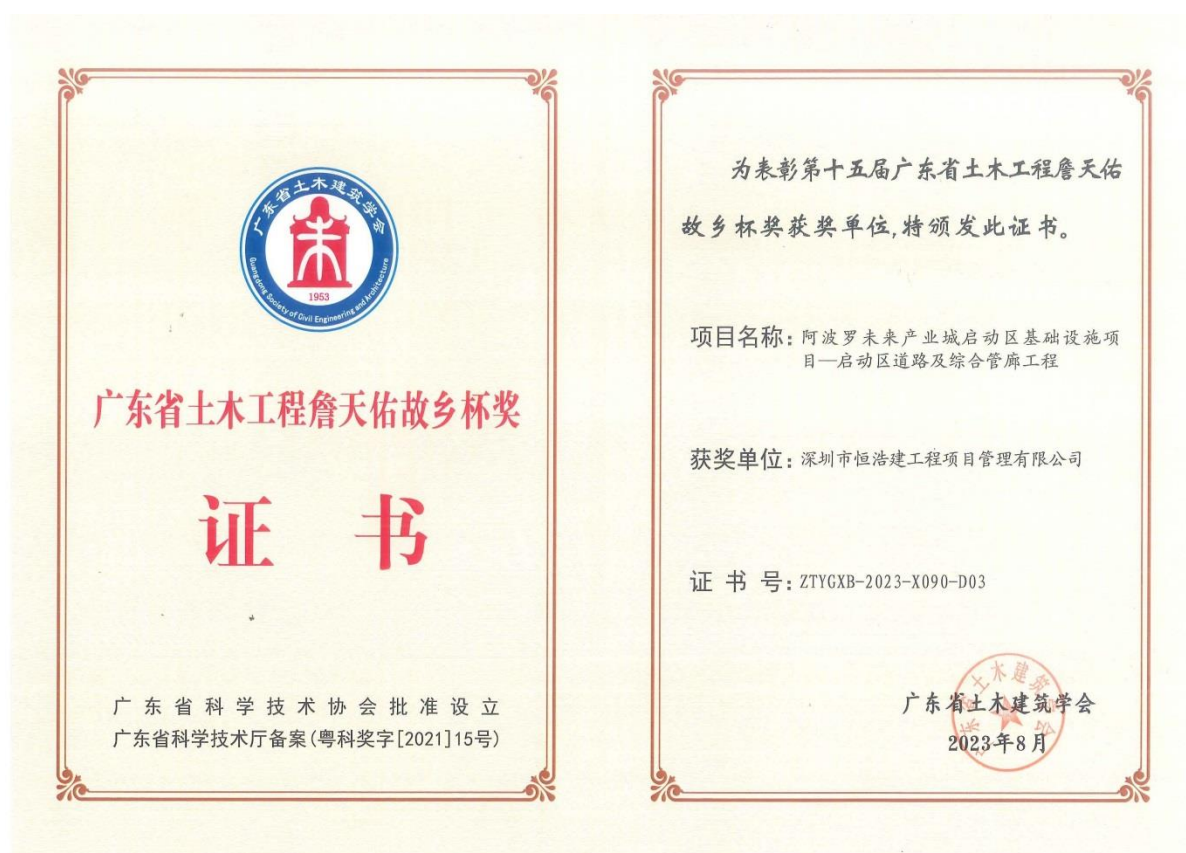 广东省土木建筑学会
1953
Guangdong Society of Civil Engineering and Architecture
广东省土木工程詹天佑故乡杯奖
证 书
广东省科学技术协会批准设立
广东省科学技术厅备案(粤科奖字[2021]15号)
为表彰第十五届广东省土木工程詹天佑
故乡杯奖获奖单位,特颁发此证书。
项目名称:阿波罗未来产业城启动区基础设施项
目—启动区道路及综合管廊工程
获奖单位:深圳市恒浩建工程项目管理有限公司
证 书 号:ZTYGXB-2023-X090-D03
广东省土木建筑学会
广东省土木建筑学会
2023年8月